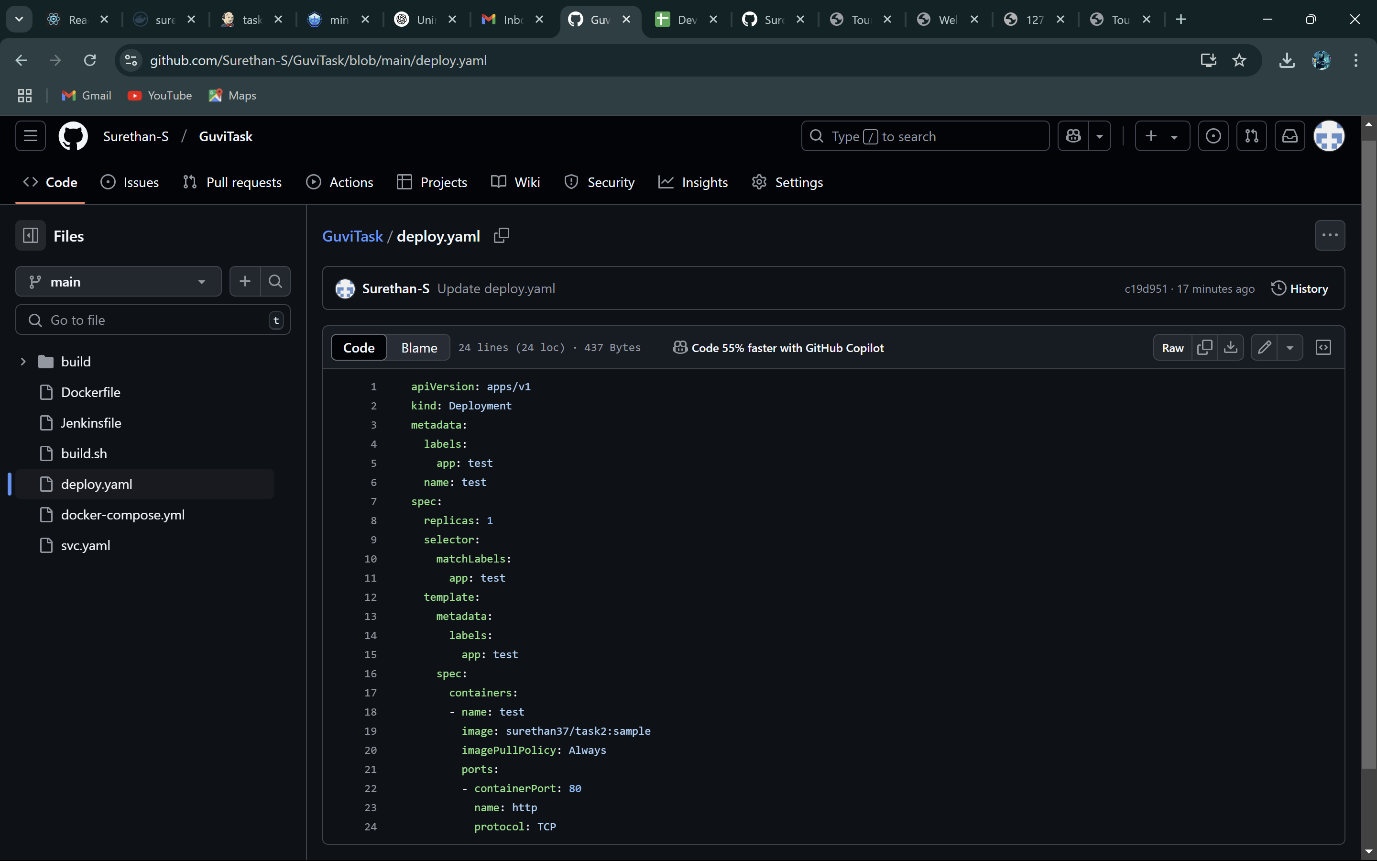 Rea
sure
task
min
Uni
Inbo
Guv
Dev
Sure
Tou
Wel
127
Tou
github.com/Surethan-S/GuviTask/blob/main/deploy.yaml
Gmail YouTube Maps
Surethan-S / GuviTask
Type / to search
Code Issues Pull requests Actions Projects Wiki Security Insights Settings
Files
main
Go to file t
build
Dockerfile
Jenkinsfile
build.sh
deploy.yaml
docker-compose.yml
svc.yaml
GuviTask / deploy.yaml
Surethan-S Update deploy.yaml c19d951 · 17 minutes ago History
Code Blame 24 lines (24 loc) · 437 Bytes Code 55% faster with GitHub Copilot Raw
1 apiVersion: apps/v1
2 kind: Deployment
3 metadata:
4 labels:
5 app: test
6 name: test
7 spec:
8 replicas: 1
9 selector:
10 matchLabels:
11 app: test
12 template:
13 metadata:
14 labels:
15 app: test
16 spec:
17 containers:
18 - name: test
19 image: surethan37/task2:sample
20 imagePullPolicy: Always
21 ports:
22 - containerPort: 80
23 name: http
24 protocol: TCP